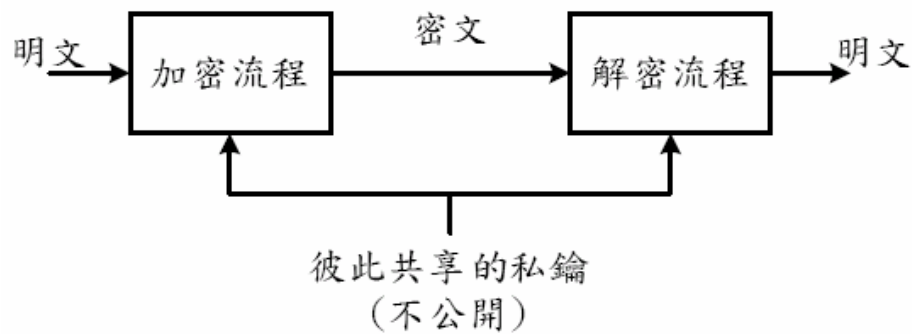 密文
明文
加密流程
解密流程
明文
彼此共享的私鑰
（不公開）